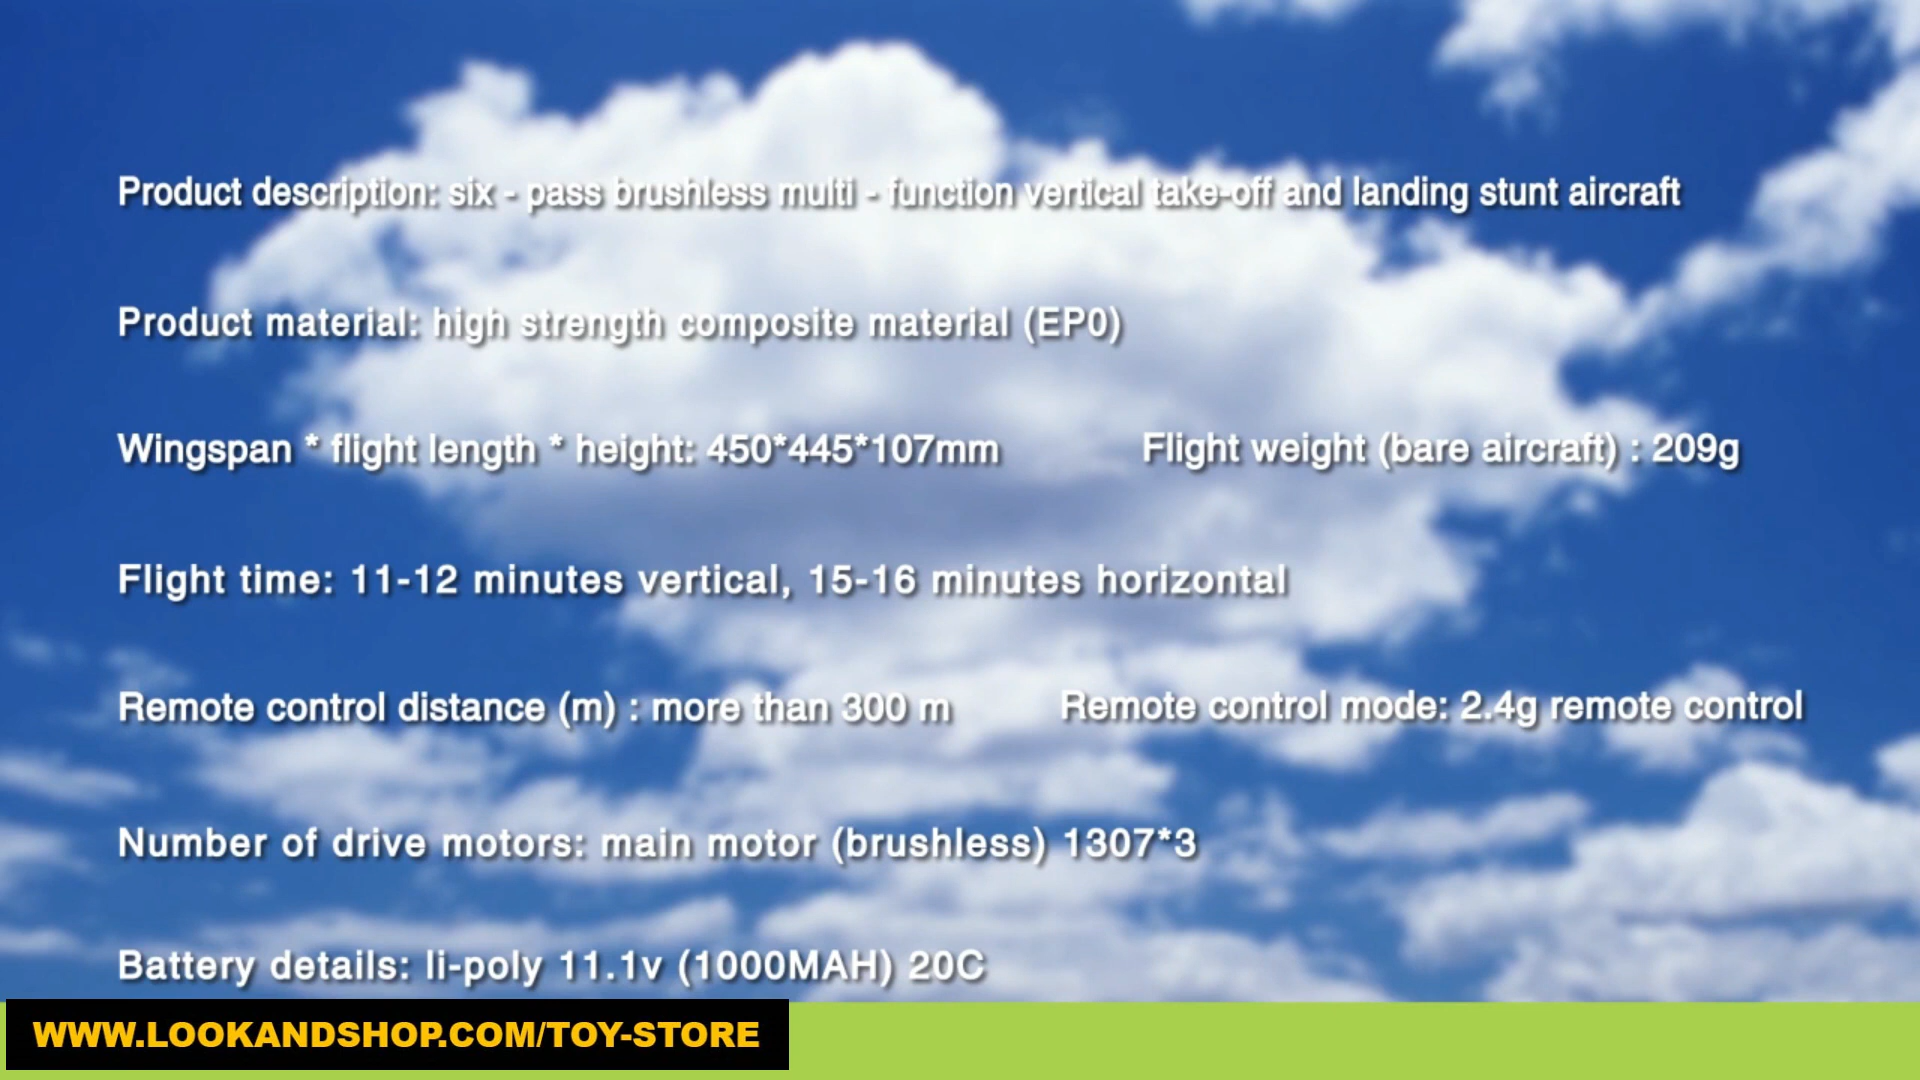 Product description: six - pass brushless multi - function vertical take-off and landing stunt aircraft
Product material: high strength composite material (EP0)
Wingspan * flight length * height: 450*445*107mm
Flight weight (bare aircraft) : 209g
Flight time: 11-12 minutes vertical, 15-16 minutes horizontal
Remote control distance (m) : more than 300 m
Remote control mode: 2.4g remote control
Number of drive motors: main motor (brushless) 1307*3
Battery details: li-poly 11.1v (1000MAH) 20C
WWW.LOOKANDSHOP.COM/TOY-STORE